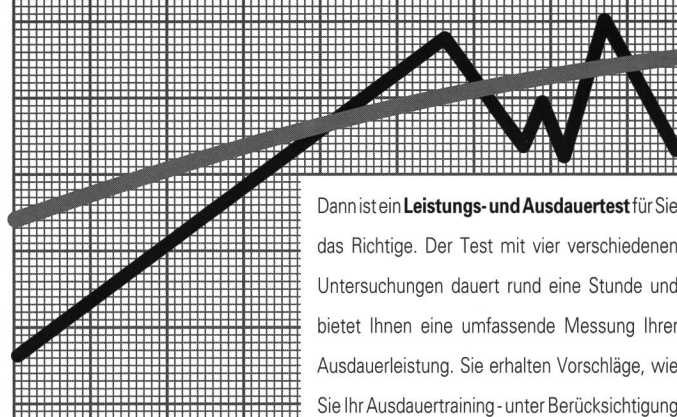 Dann ist ein Leistungs- und Ausdauertest für Sie
das Richtige. Der Test mit vier verschiedenen
Untersuchungen dauert rund eine Stunde und
bietet Ihnen eine umfassende Messung Ihrer
Ausdauerleistung. Sie erhalten Vorschläge, wie
Sie Ihr Ausdauertraining - unter Berücksichtigung